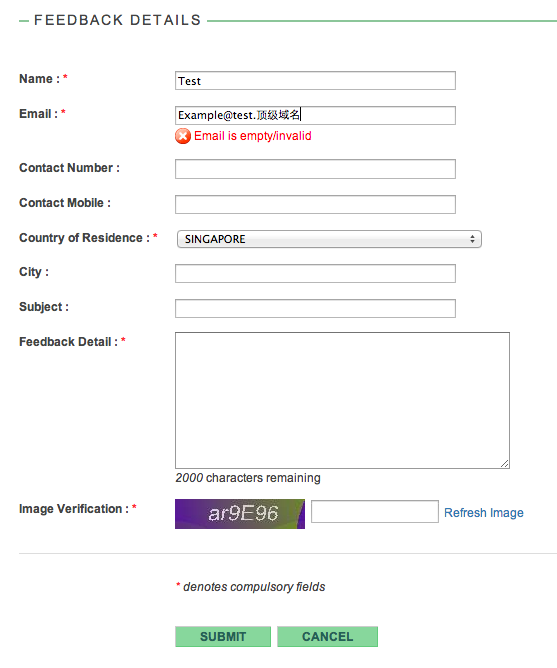 FEEDBACK DETAILS
Name : * Test
Email : * Example@test.顶级域名
Email is empty/invalid
Contact Number :
Contact Mobile :
Country of Residence : * SINGAPORE
City :
Subject :
Feedback Detail : *
2000 characters remaining
Image Verification : * ar9E96 Refresh Image
* denotes compulsory fields
SUBMIT CANCEL